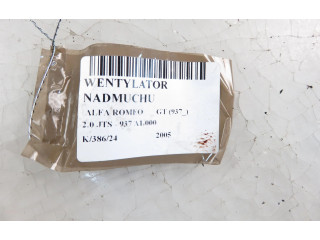 WENTYLATOR
NADMUCHU
ALFA ROMEO GT (937_)
2.0 JTS 937 A1.000
K/386/24 2005